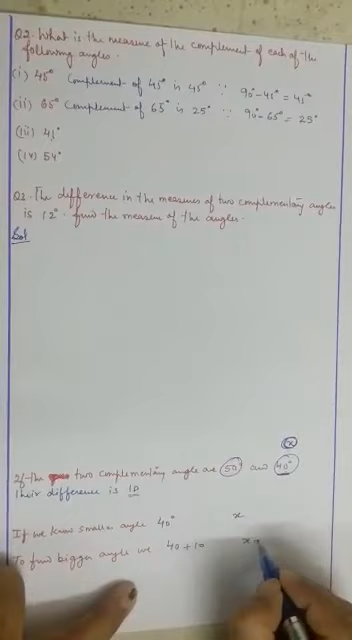 Q2. What is the measure of the complement of each of the
following angles.
(i) 45° Complement of 45° is 45° ∵ 90°-45° = 45°
(ii) 65° Complement of 65° is 25° ∵ 90°-65° = 25°
(iii) 41°
(iv) 54°
Q3. The difference in the measures of two complementary angles
is 12°. find the measure of the angles.
Sol
x
If the two complementary angle are 50° and 40°
Their difference is 10
If we know smaller angle 40° x
To find bigger angle we 40+10 x+